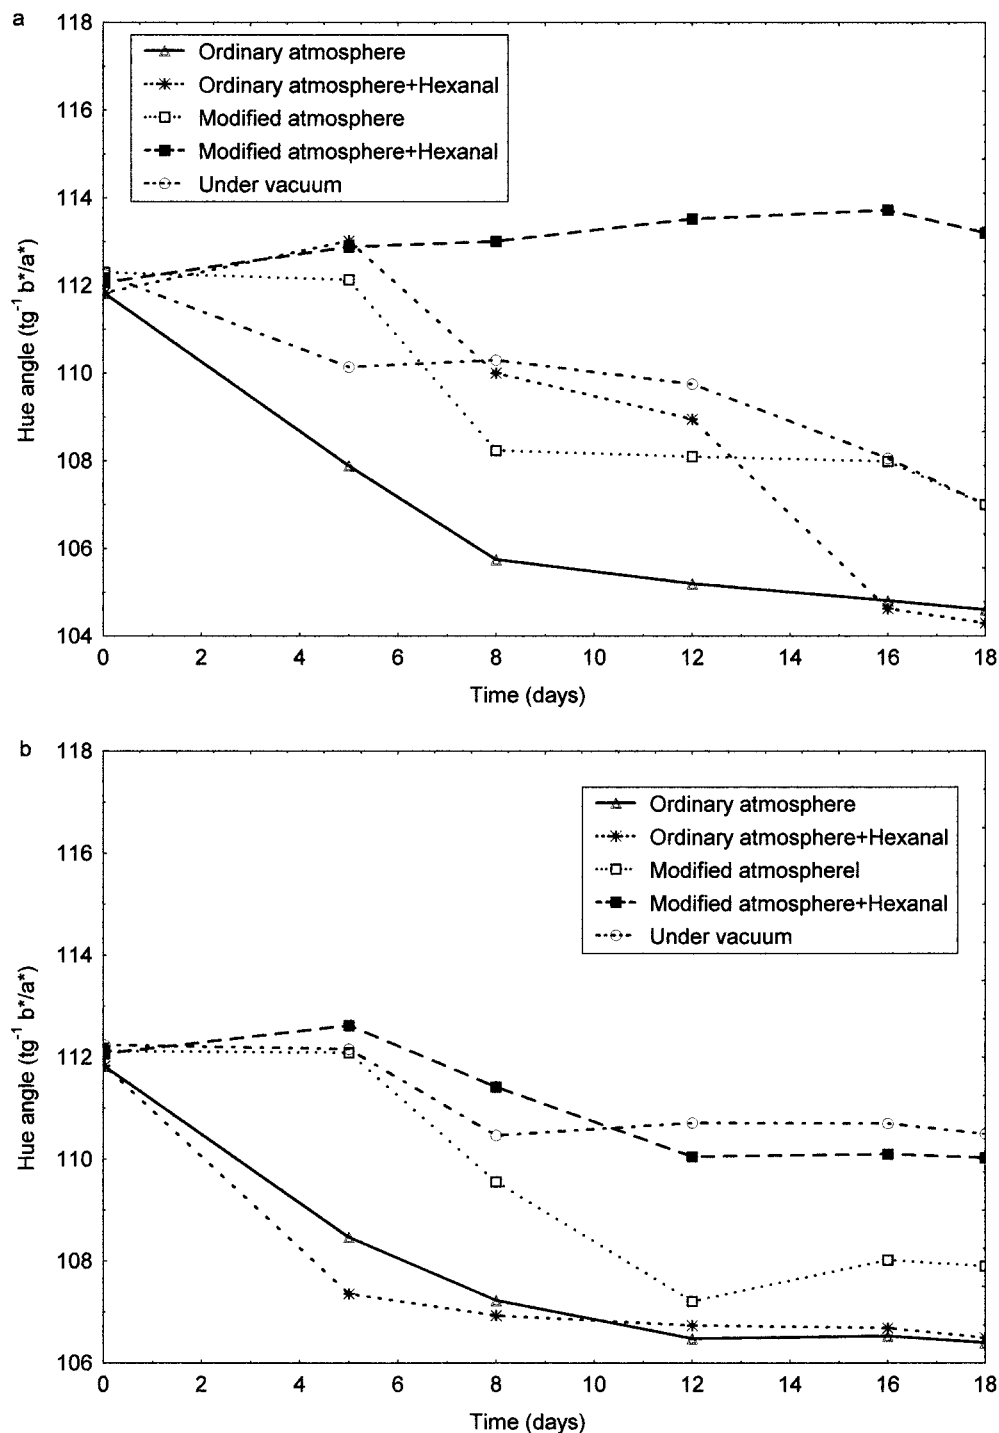 a
118
116
114
112
110
108
106
104
Hue angle (tg⁻¹ b*/a*)
Ordinary atmosphere
Ordinary atmosphere+Hexanal
Modified atmosphere
Modified atmosphere+Hexanal
Under vacuum
0 2 4 6 8 10 12 14 16 18
Time (days)
b
118
116
114
112
110
108
106
Hue angle (tg⁻¹ b*/a*)
Ordinary atmosphere
Ordinary atmosphere+Hexanal
Modified atmospherel
Modified atmosphere+Hexanal
Under vacuum
0 2 4 6 8 10 12 14 16 18
Time (days)